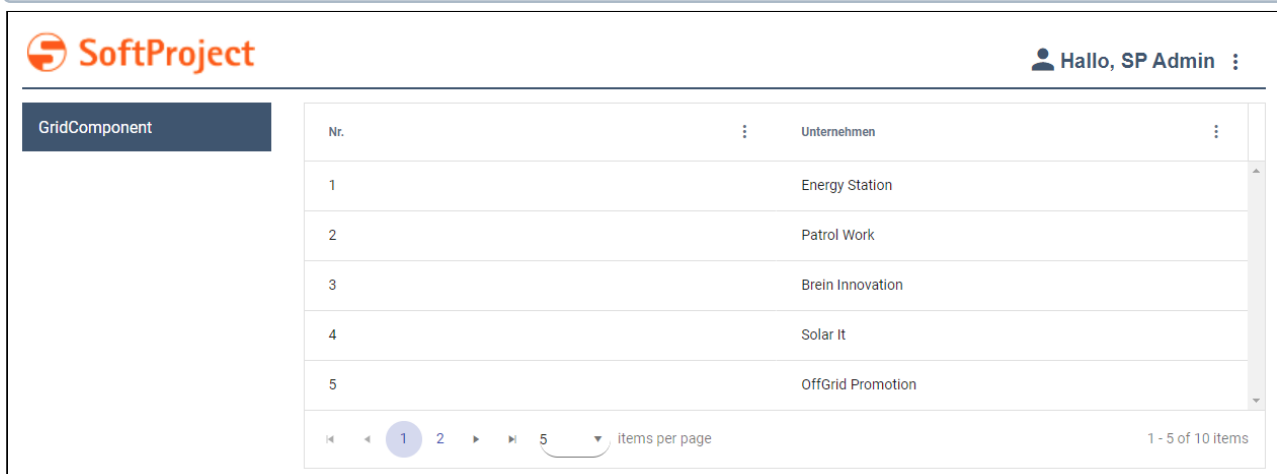 SoftProject
Hallo, SP Admin
GridComponent
Nr. Unternehmen
1 Energy Station
2 Patrol Work
3 Brein Innovation
4 Solar It
5 OffGrid Promotion
1 2 5 items per page 1 - 5 of 10 items